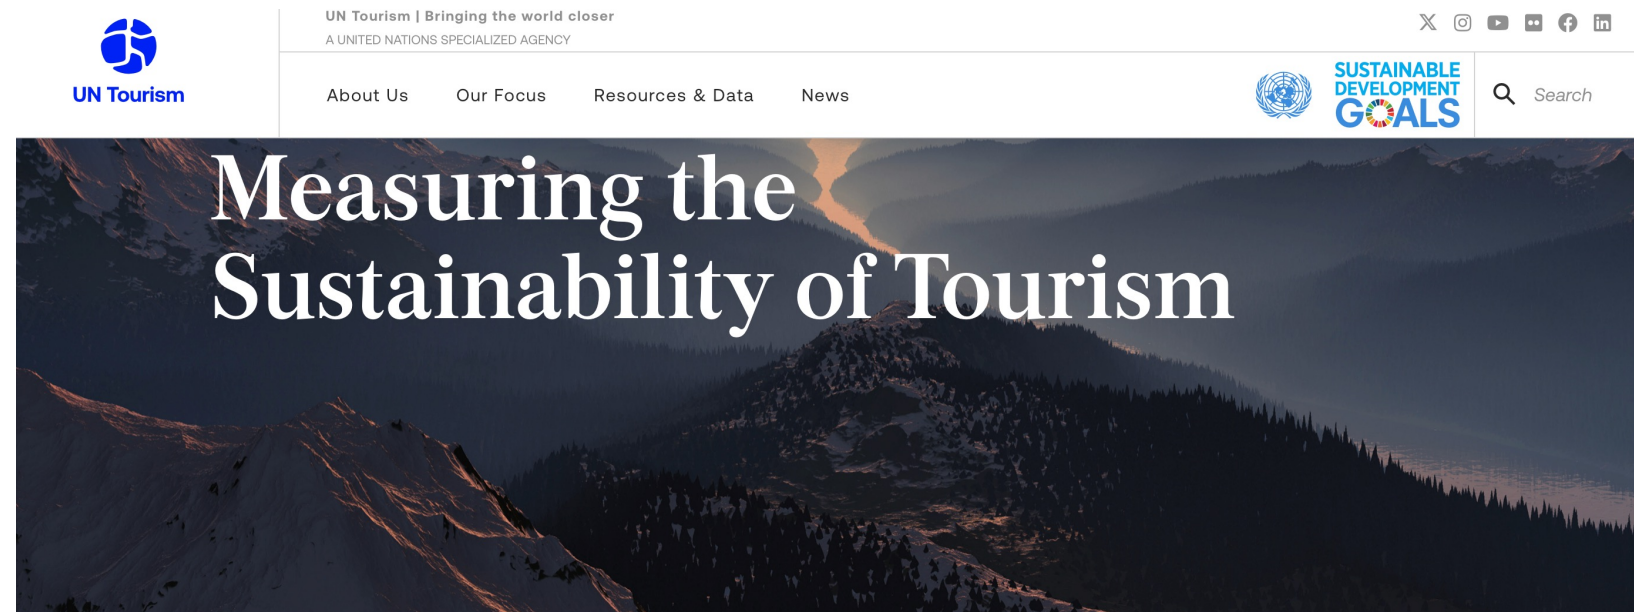 UN Tourism | Bringing the world closer
A UNITED NATIONS SPECIALIZED AGENCY
UN Tourism
About Us
Our Focus
Resources & Data
News
SUSTAINABLE
DEVELOPMENT
GOALS
Search
Measuring the
Sustainability of Tourism